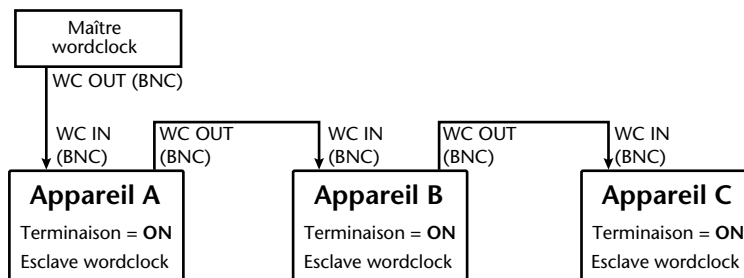 Maître
wordclock
WC OUT (BNC)
WC IN
(BNC)
WC OUT
(BNC)
WC IN
(BNC)
WC OUT
(BNC)
WC IN
(BNC)
Appareil A
Terminaison = ON
Esclave wordclock
Appareil B
Terminaison = ON
Esclave wordclock
Appareil C
Terminaison = ON
Esclave wordclock